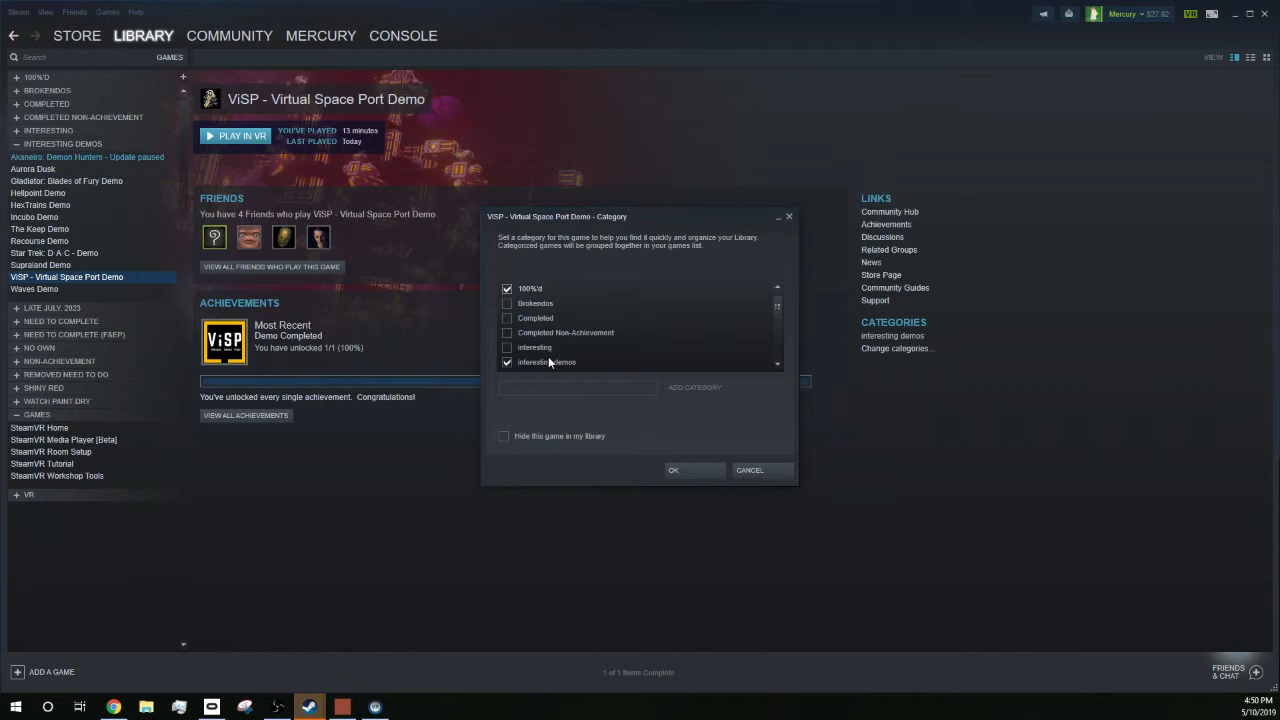 Steam View Friends Games Help
Mercury $27.82 VR
STORE LIBRARY COMMUNITY MERCURY CONSOLE
Search GAMES
VIEW
100%'D
BROKENDOS
COMPLETED
COMPLETED NON-ACHIEVEMENT
INTERESTING
INTERESTING DEMOS
Akaneiro: Demon Hunters - Update paused
Aurora Dusk
Gladiator: Blades of Fury Demo
Hellpoint Demo
HexTrains Demo
Incubo Demo
The Keep Demo
Recourse Demo
Star Trek: D A C - Demo
Supraland Demo
ViSP - Virtual Space Port Demo
Waves Demo
LATE JULY, 2023
NEED TO COMPLETE
NEED TO COMPLETE (F&EP)
NO OWN
NON-ACHIEVEMENT
REMOVED NEED TO DO
SHINY RED
WATCH PAINT DRY
GAMES
SteamVR Home
SteamVR Media Player [Beta]
SteamVR Room Setup
SteamVR Tutorial
SteamVR Workshop Tools
VR
ViSP - Virtual Space Port Demo
PLAY IN VR
YOU'VE PLAYED 13 minutes
LAST PLAYED Today
FRIENDS
You have 4 Friends who play ViSP - Virtual Space Port Demo
VIEW ALL FRIENDS WHO PLAY THIS GAME
ACHIEVEMENTS
ViSP
Most Recent
Demo Completed
You have unlocked 1/1 (100%)
You've unlocked every single achievement. Congratulations!
VIEW ALL ACHIEVEMENTS
ViSP - Virtual Space Port Demo - Category
Set a category for this game to help you find it quickly and organize your Library.
Categorized games will be grouped together in your games list.
100%'d
Brokendos
Completed
Completed Non-Achievement
interesting
interesting demos
ADD CATEGORY
Hide this game in my library
OK CANCEL
LINKS
Community Hub
Achievements
Discussions
Related Groups
News
Store Page
Community Guides
Support
CATEGORIES
interesting demos
Change categories...
ADD A GAME
1 of 1 Items Complete
FRIENDS
& CHAT
4:50 PM
5/10/2019